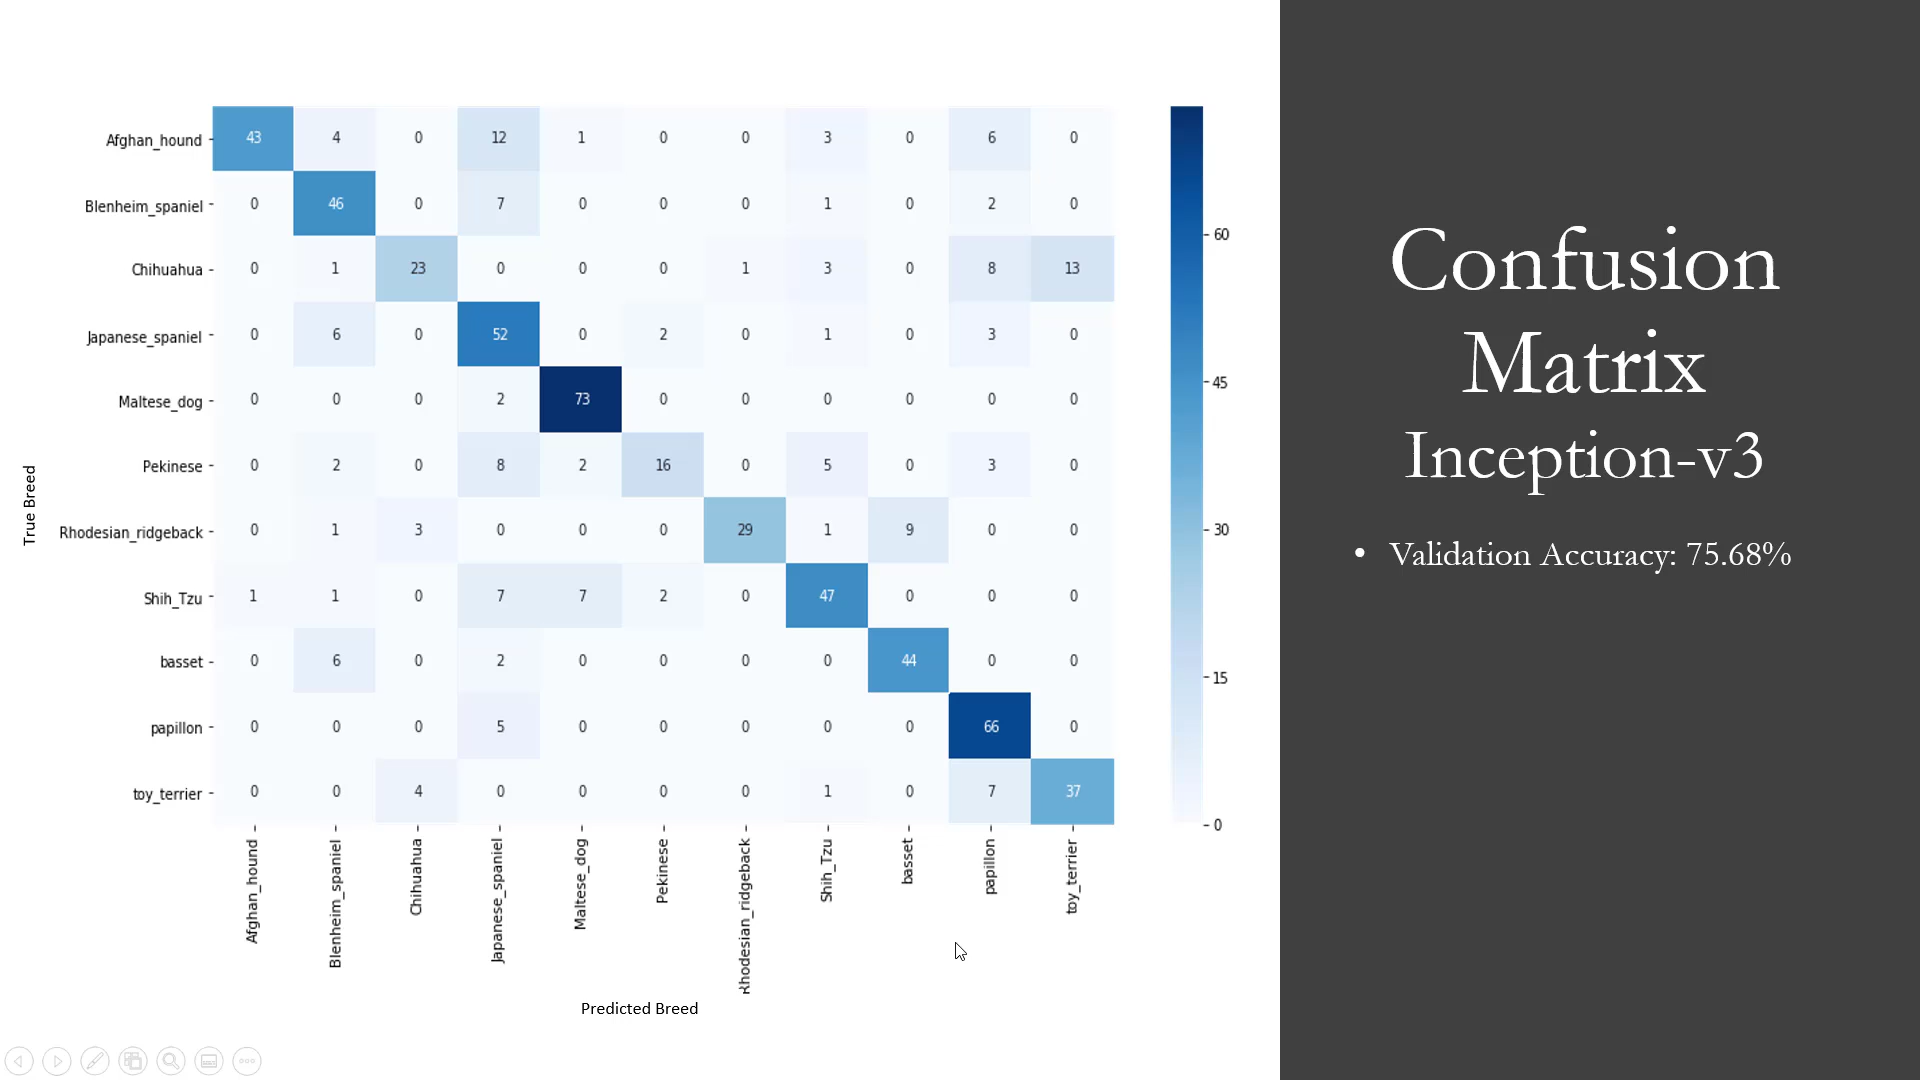 Afghan_hound 43 4 0 12 1 0 0 3 0 6 0
Blenheim_spaniel 0 46 0 7 0 0 0 1 0 2 0
Chihuahua 0 1 23 0 0 0 1 3 0 8 13
Japanese_spaniel 0 6 0 52 0 2 0 1 0 3 0
Maltese_dog 0 0 0 2 73 0 0 0 0 0 0
Pekinese 0 2 0 8 2 16 0 5 0 3 0
Rhodesian_ridgeback 0 1 3 0 0 0 29 1 9 0 0
Shih_Tzu 1 1 0 7 7 2 0 47 0 0 0
basset 0 6 0 2 0 0 0 0 44 0 0
papillon 0 0 0 5 0 0 0 0 0 66 0
toy_terrier 0 0 4 0 0 0 0 1 0 7 37
True Breed
Afghan_hound
Blenheim_spaniel
Chihuahua
Japanese_spaniel
Maltese_dog
Pekinese
Rhodesian_ridgeback
Shih_Tzu
basset
papillon
toy_terrier
Predicted Breed
60
45
30
15
0
Confusion
Matrix
Inception-v3
• Validation Accuracy: 75.68%